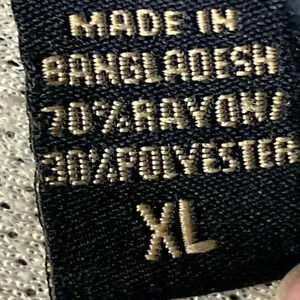 MADE IN
BANGLADESH
70%RAYON/
30%POLYESTER
XL